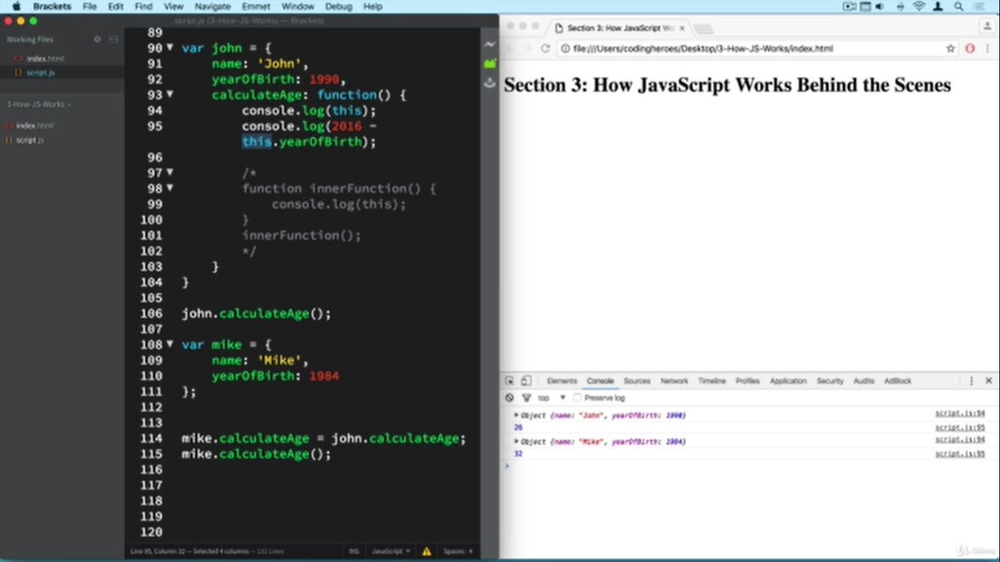 Brackets File Edit Find View Navigate Emmet Window Debug Help
script.js (3-How-JS-Works) — Brackets
Working Files
index.html
script.js
3-How-JS-Works
index.html
script.js
89
90 var john = {
91 name: 'John',
92 yearOfBirth: 1990,
93 calculateAge: function() {
94 console.log(this);
95 console.log(2016 -
this.yearOfBirth);
96
97 /*
98 function innerFunction() {
99 console.log(this);
100 }
101 innerFunction();
102 */
103 }
104 }
105
106 john.calculateAge();
107
108 var mike = {
109 name: 'Mike',
110 yearOfBirth: 1984
111 };
112
113
114 mike.calculateAge = john.calculateAge;
115 mike.calculateAge();
116
117
118
119
120
Line 95, Column 32 — Selected 4 columns — 131 Lines INS JavaScript Spaces: 4
Section 3: How JavaScript Wo
file:///Users/codingheroes/Desktop/3-How-JS-Works/index.html
Section 3: How JavaScript Works Behind the Scenes
Elements Console Sources Network Timeline Profiles Application Security Audits AdBlock
top Preserve log
Object {name: "John", yearOfBirth: 1990} script.js:94
26 script.js:95
Object {name: "Mike", yearOfBirth: 1984} script.js:94
32 script.js:95
Udemy